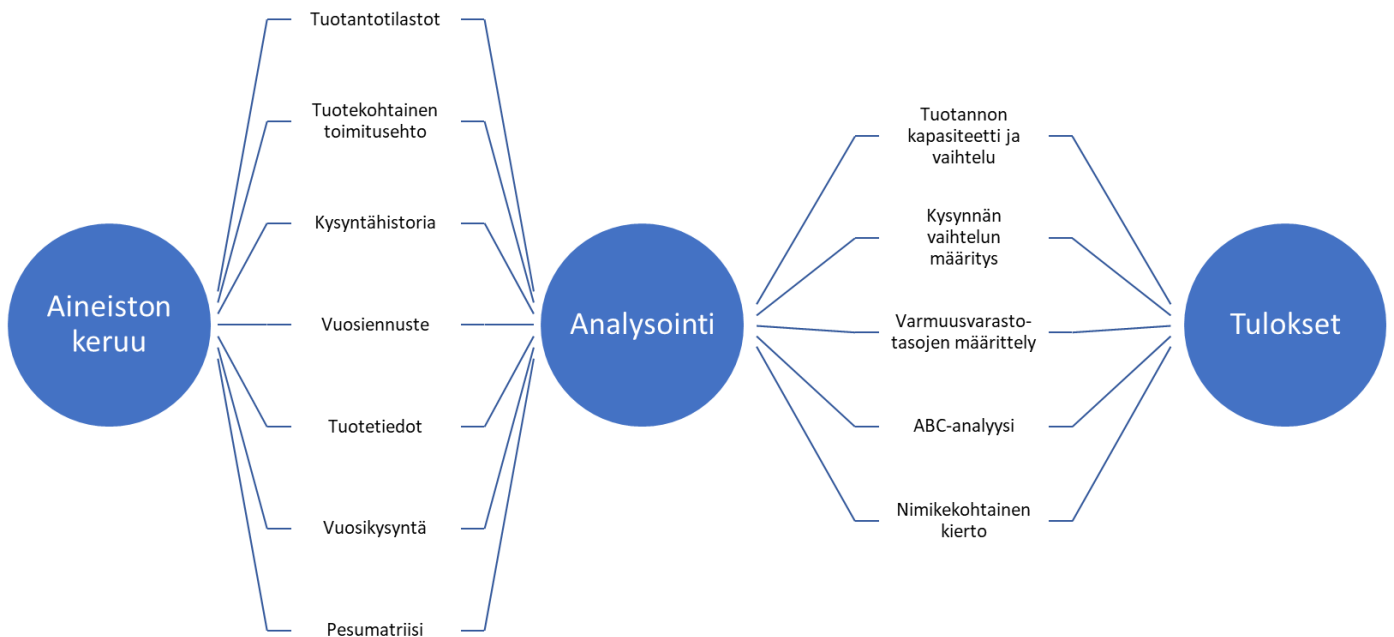 Aineiston
keruu
Tuotantotilastot
Tuotekohtainen
toimitusehto
Kysyntähistoria
Vuosiennuste
Tuotetiedot
Vuosikysyntä
Pesumatriisi
Analysointi
Tuotannon
kapasiteetti ja
vaihtelu
Kysynnän
vaihtelun
määritys
Varmuusvarasto-
tasojen määrittely
ABC-analyysi
Nimikekohtainen
kierto
Tulokset